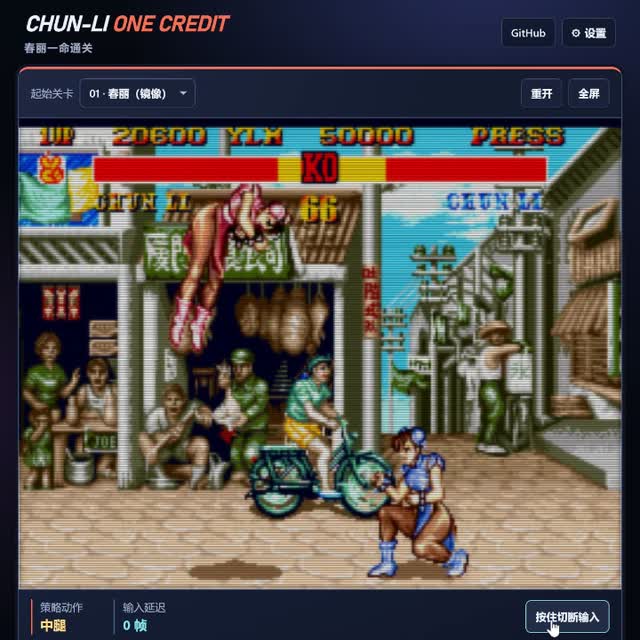 CHUN-LI ONE CREDIT
春丽一命通关
GitHub
设置
起始关卡
01 · 春丽（镜像）
重开
全屏
1UP 20600 YLM 50000 PRESS
KO
CHUN LI 66 CHUN LI
JOE
策略动作
中腿
输入延迟
0 帧
按住切断输入